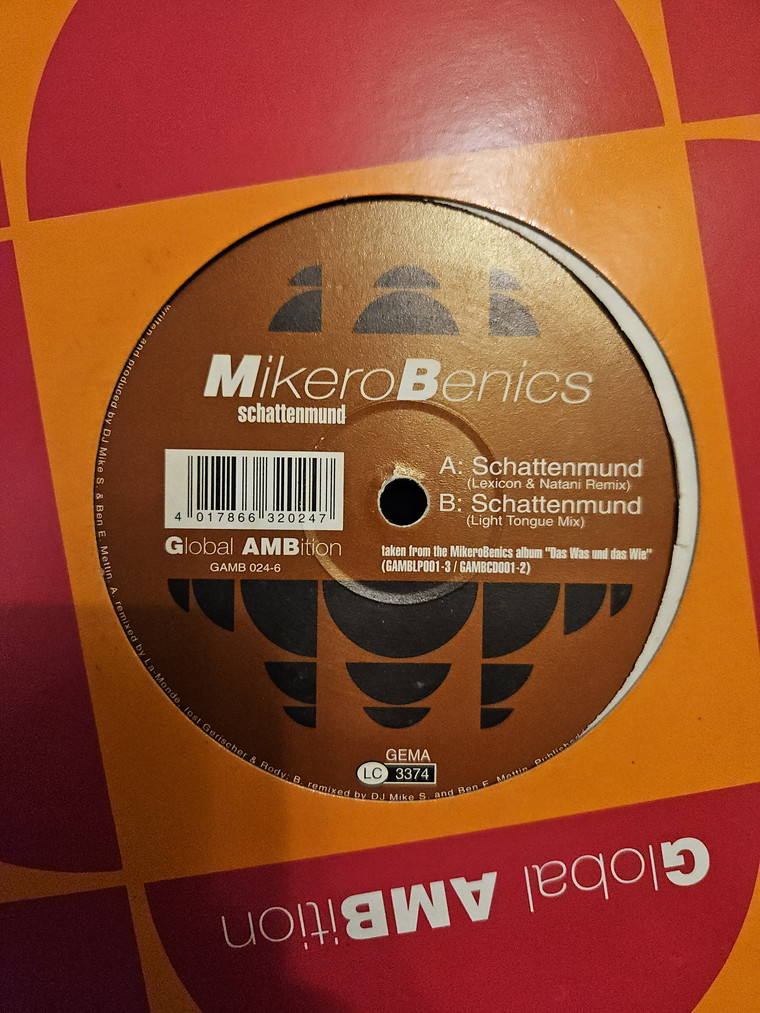 MikeroBenics
schattenmund
A: Schattenmund
(Lexicon & Natani Remix)
B: Schattenmund
(Light Tongue Mix)
4 017866 320247
Global AMBition
GAMB 024-6
taken from the MikeroBenics album "Das Was und das Wie"
(GAMBLP001-3 / GAMBCD001-2)
GEMA
LC 3374
written and produced by DJ Mike S. & Ben E. Mettin. A. remixed by La-Monde, Jost Gerischer & Rody; B. remixed by DJ Mike S. and Ben E. Mettin. Published
Global AMBition